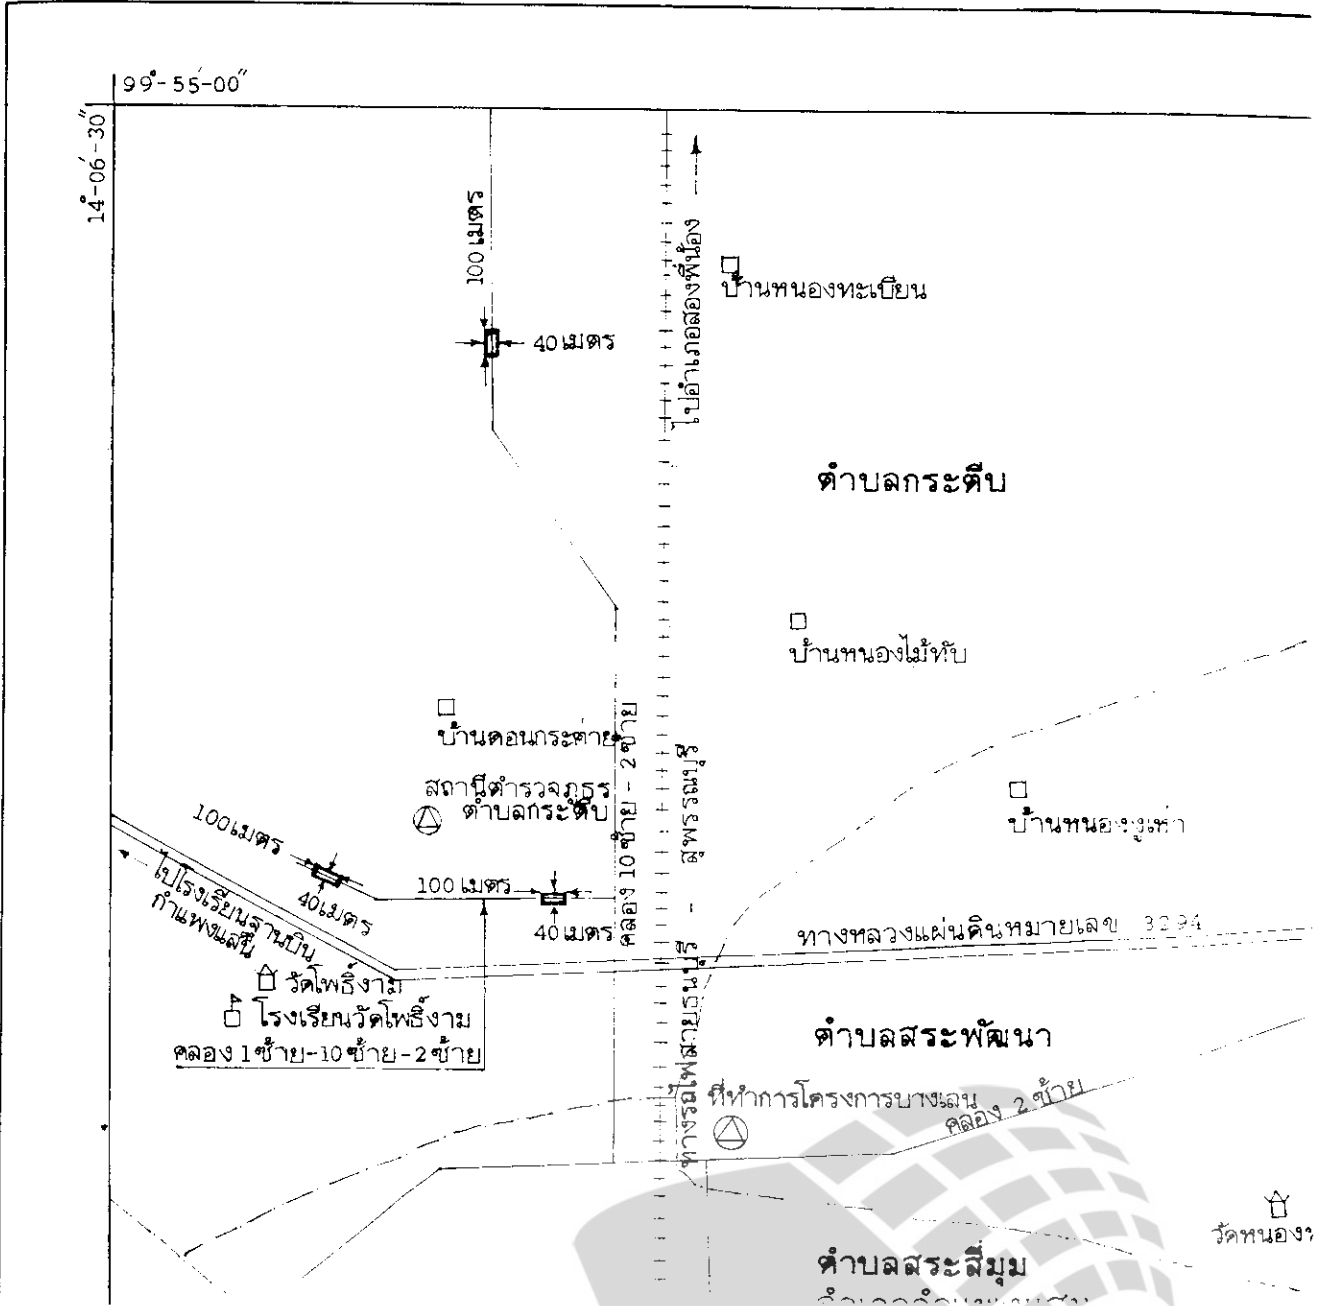 99°-55′-00″
14°-06′-30″
100 เมตร
40 เมตร
ไปอำเภอสองพี่น้อง
บ้านหนองทะเบียน
ตำบลกระตีบ
บ้านหนองไม้ทับ
บ้านดอนกระต่าย
สถานีตำรวจภูธร
ตำบลกระตีบ
คลอง 10 ซ้าย - 2 ซ้าย
ทางรถไฟสายธนบุรี - สุพรรณบุรี
บ้านหนองงูเห่า
100 เมตร
40 เมตร
100 เมตร
40 เมตร
ไปโรงเรียนฐานบิน
กำแพงแสน
ทางหลวงแผ่นดินหมายเลข 3294
วัดโพธิ์งาม
โรงเรียนวัดโพธิ์งาม
คลอง 1 ซ้าย-10 ซ้าย-2 ซ้าย
ตำบลสระพัฒนา
ที่ทำการโครงการบางเลน
คลอง 2 ซ้าย
วัดหนอง
ตำบลสระสี่มุม